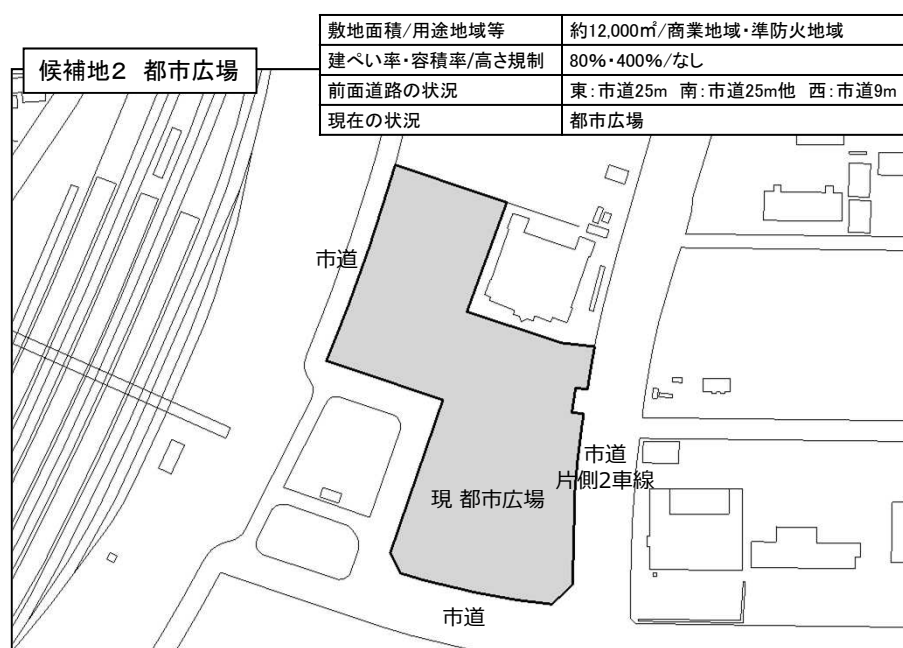 候補地2 都市広場
敷地面積/用途地域等 約12,000㎡/商業地域・準防火地域
建ぺい率・容積率/高さ規制 80%・400%/なし
前面道路の状況 東:市道25m 南:市道25m他 西:市道9m
現在の状況 都市広場
市道
市道
片側2車線
現 都市広場
市道